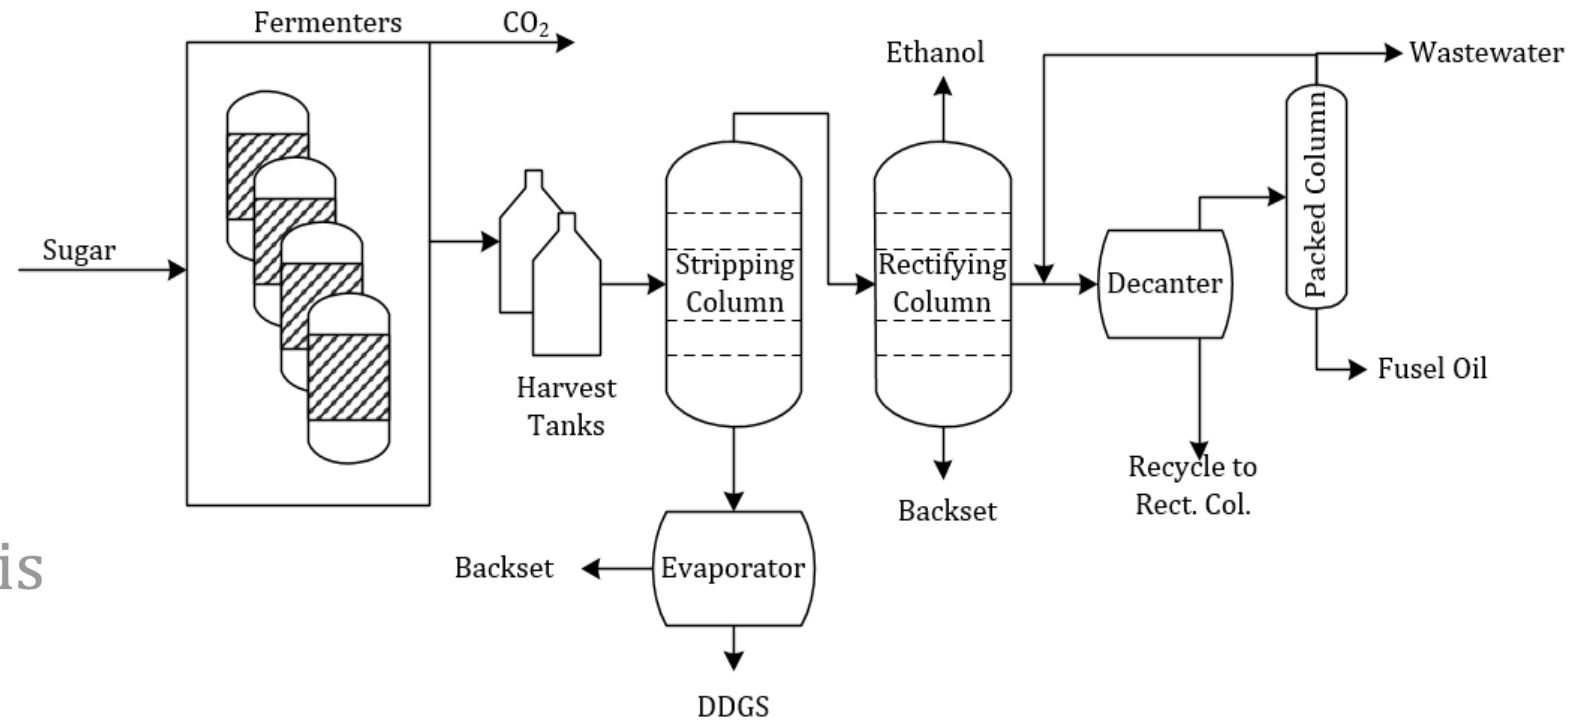 Fermenters
CO₂
Ethanol
Wastewater
Sugar
Stripping
Column
Rectifying
Column
Decanter
Packed Column
Harvest
Tanks
Fusel Oil
Recycle to
Rect. Col.
Backset
Backset
Evaporator
is
DDGS